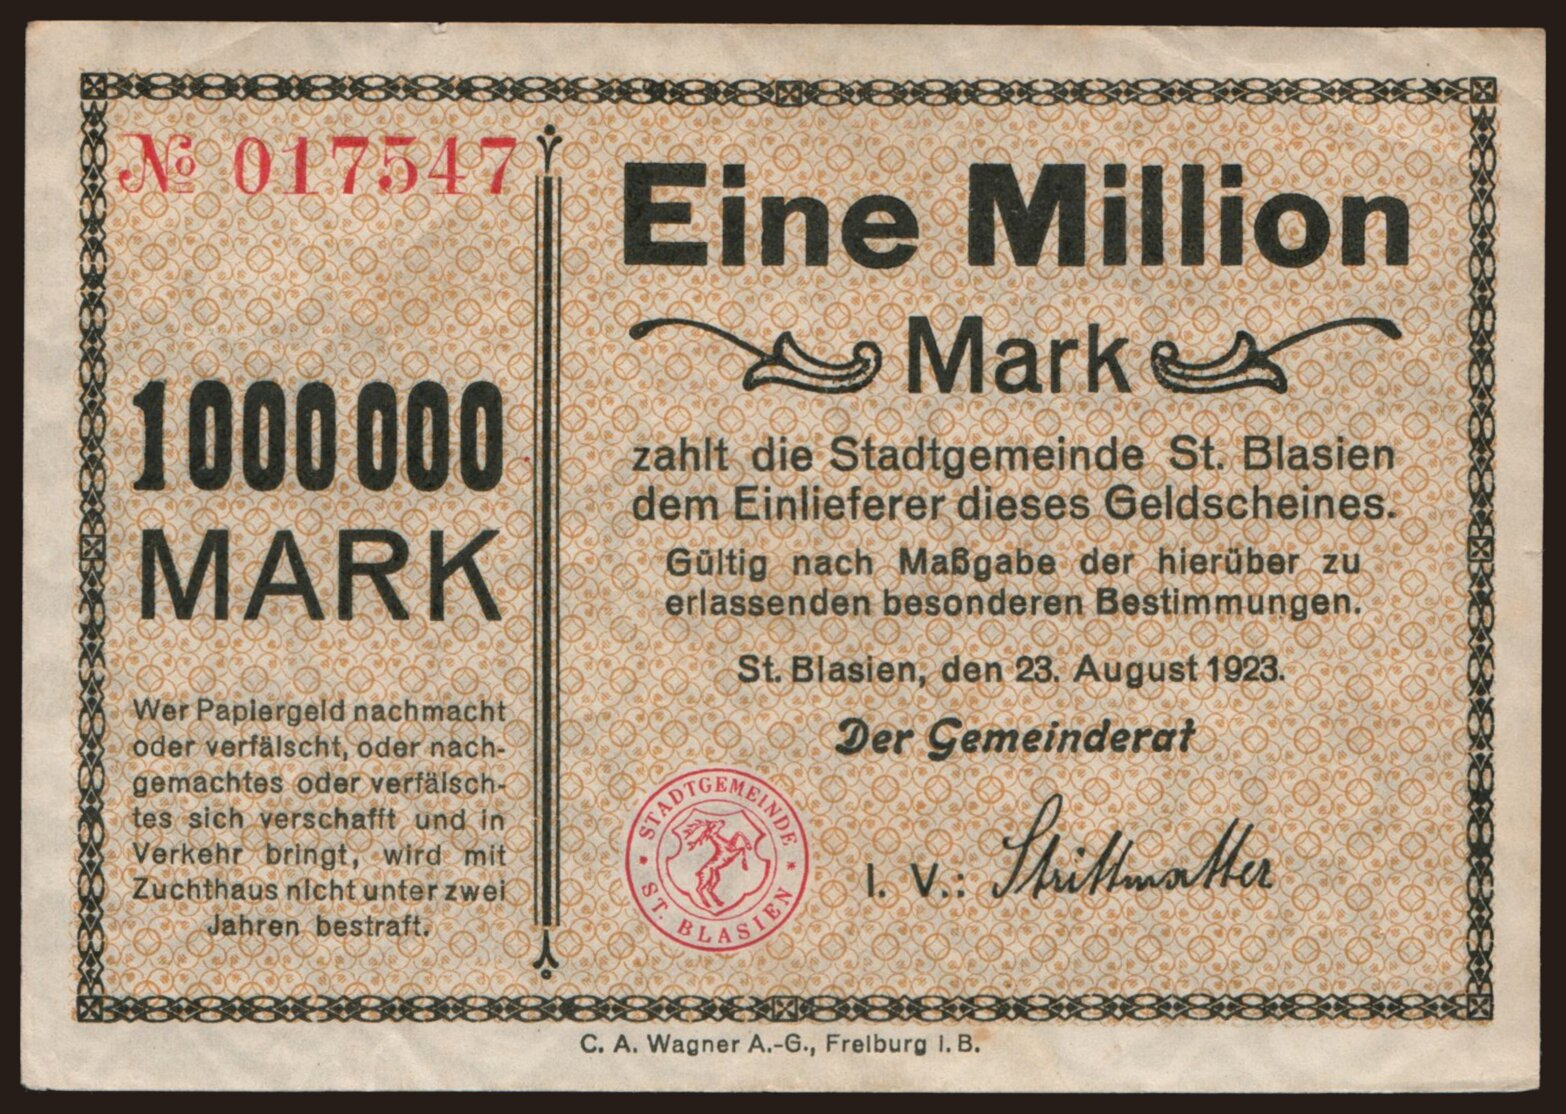 № 017547
1000000
MARK
Wer Papiergeld nachmacht
oder verfälscht, oder nach-
gemachtes oder verfälsch-
tes sich verschafft und in
Verkehr bringt, wird mit
Zuchthaus nicht unter zwei
Jahren bestraft.
Eine Million
Mark
zahlt die Stadtgemeinde St. Blasien
dem Einlieferer dieses Geldscheines.
Gültig nach Maßgabe der hierüber zu
erlassenden besonderen Bestimmungen.
St. Blasien, den 23. August 1923.
Der Gemeinderat
STADTGEMEINDE
* ST. BLASIEN *
I. V.: Strittmatter
C. A. Wagner A.-G., Freiburg I. B.